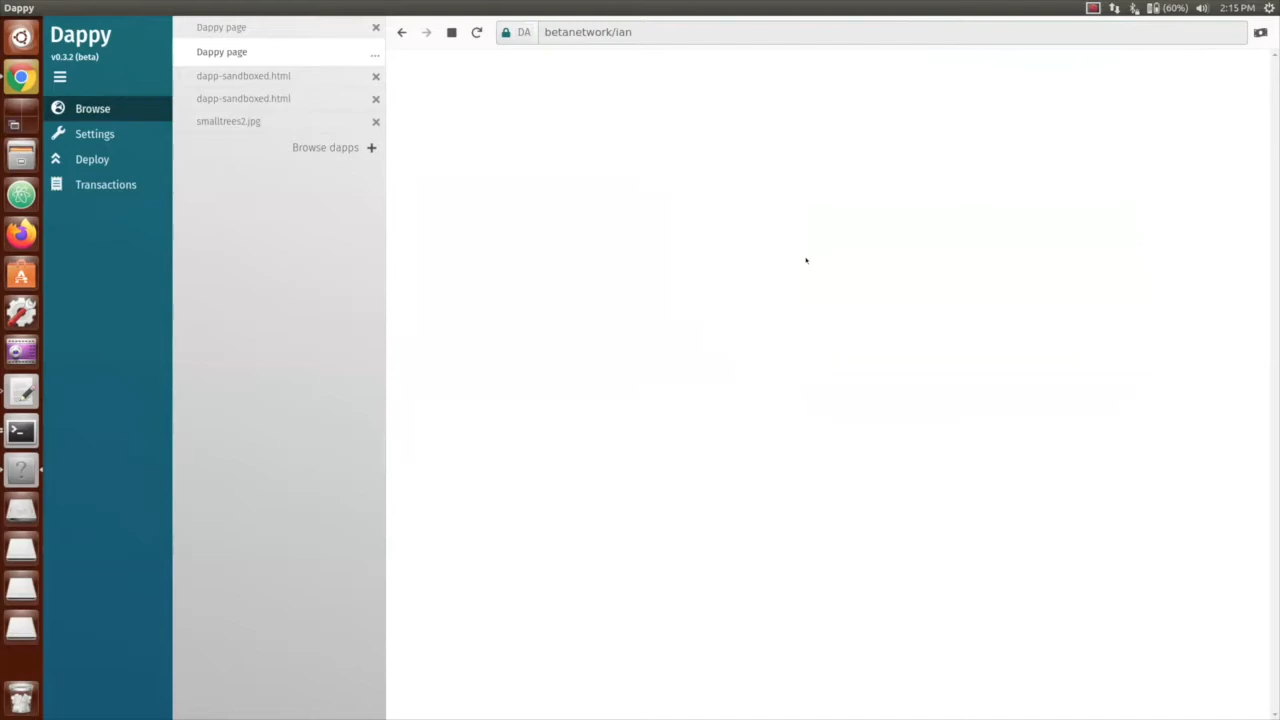 Dappy
(60%)
2:15 PM
Dappy
v0.3.2 (beta)
Browse
Settings
Deploy
Transactions
Dappy page
Dappy page
...
dapp-sandboxed.html
dapp-sandboxed.html
smalltrees2.jpg
Browse dapps +
DA
betanetwork/ian